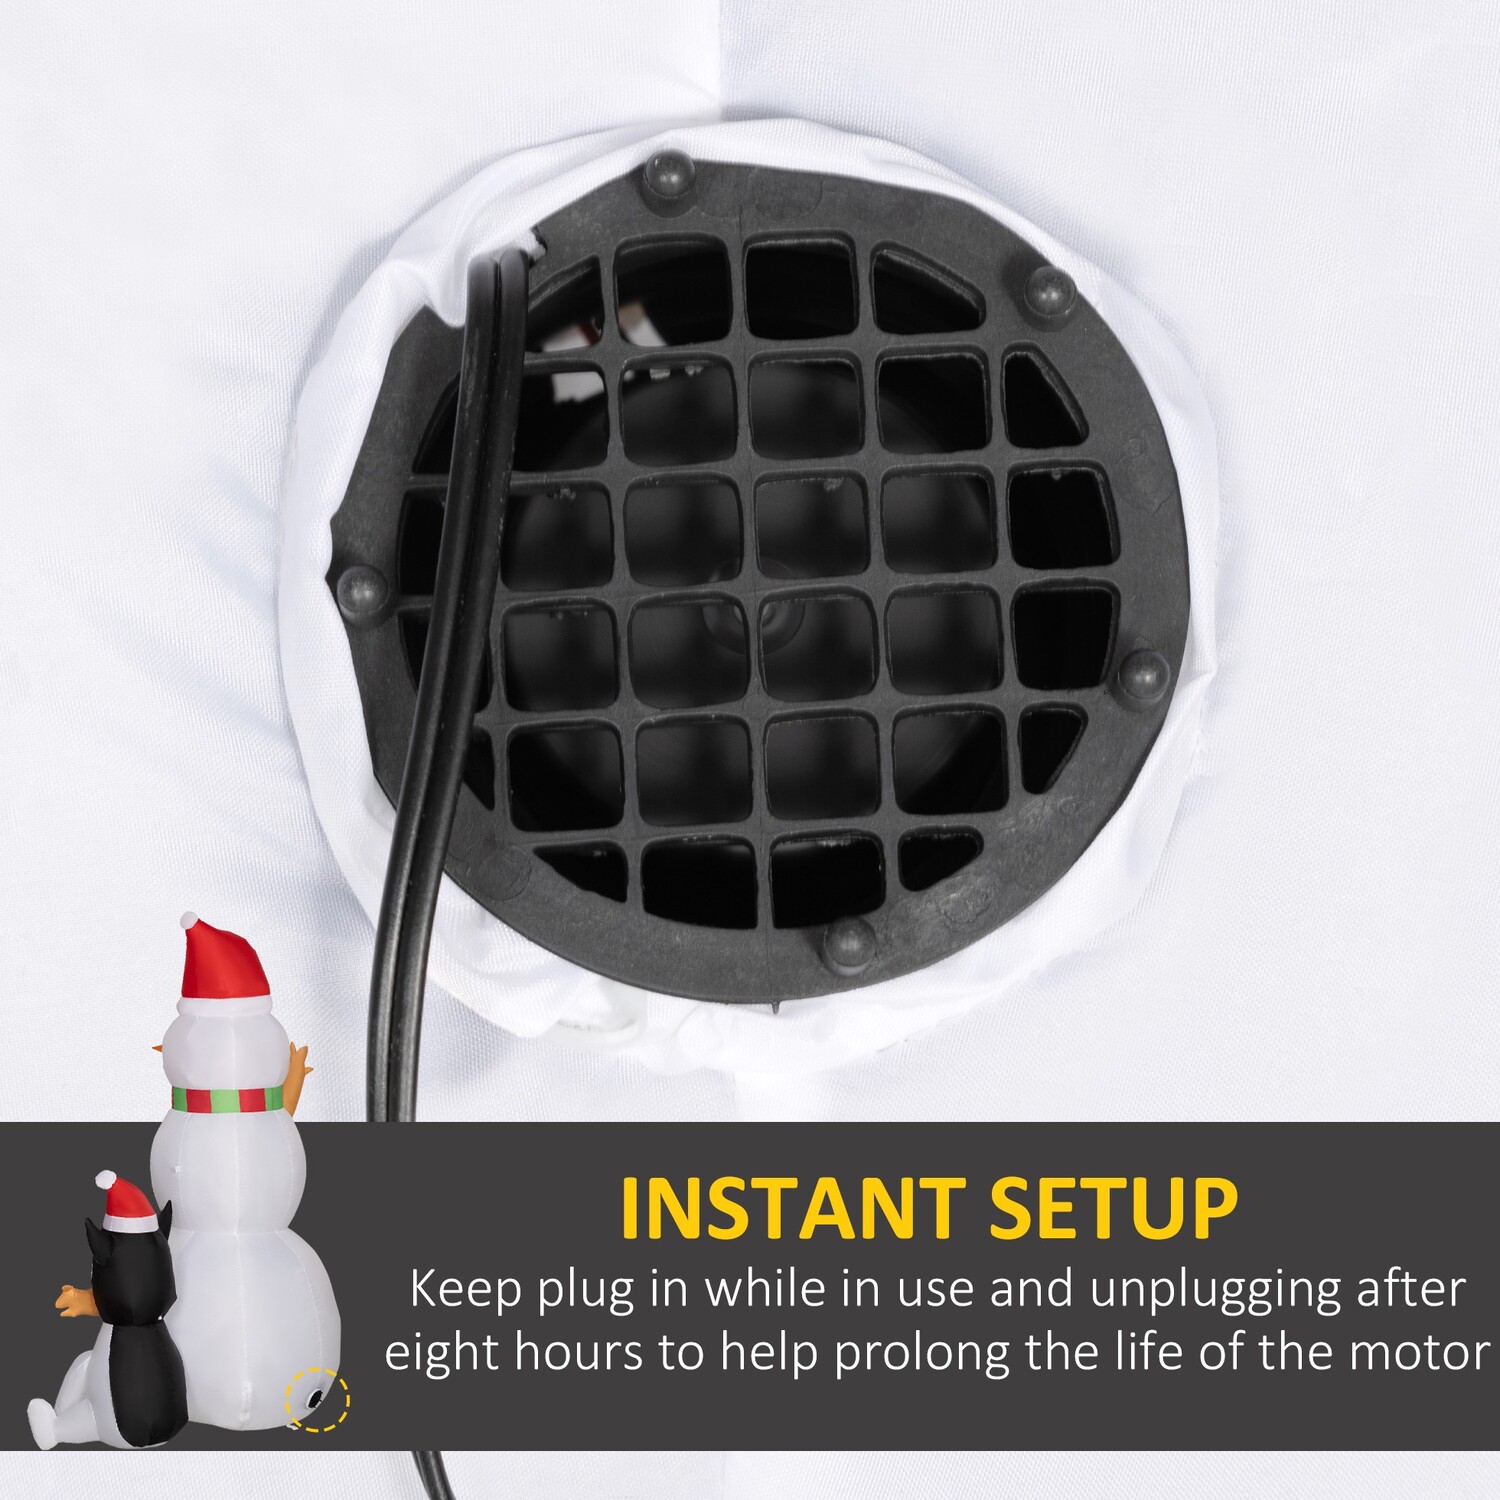 INSTANT SETUP
Keep plug in while in use and unplugging after
eight hours to help prolong the life of the motor